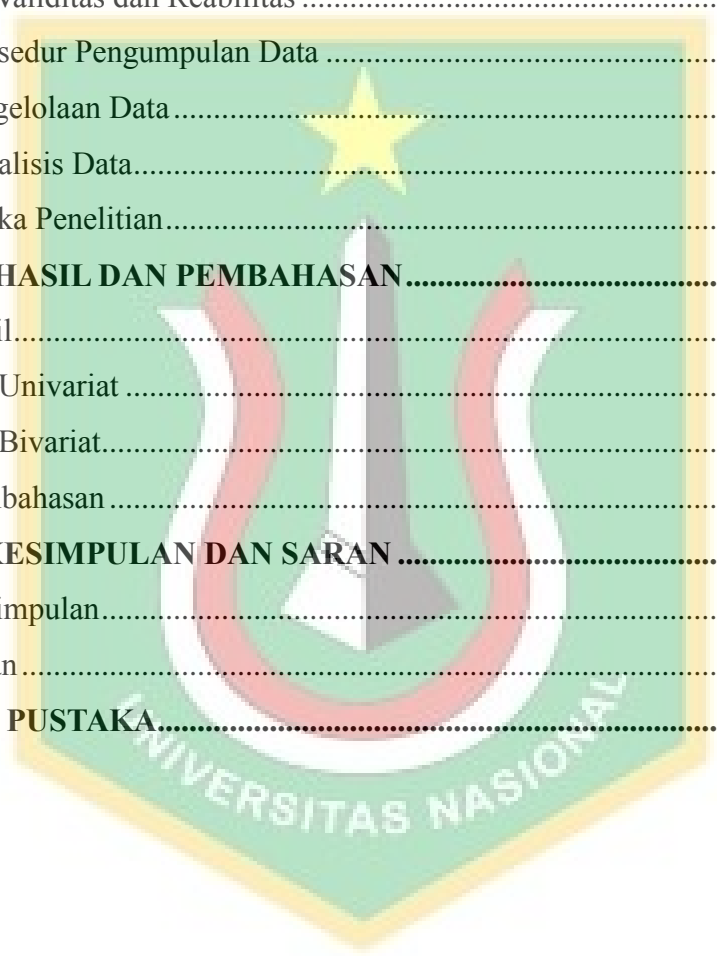 Validitas dan Reabilitas ..............................................................
sedur Pengumpulan Data ..............................................................
gelolaan Data ..............................................................
alisis Data..............................................................
ka Penelitian..............................................................
HASIL DAN PEMBAHASAN..............................................................
il..............................................................
Univariat ..............................................................
Bivariat..............................................................
bahasan ..............................................................
KESIMPULAN DAN SARAN ..............................................................
impulan..............................................................
n ..............................................................
PUSTAKA..............................................................
UNIVERSITAS NASIONAL